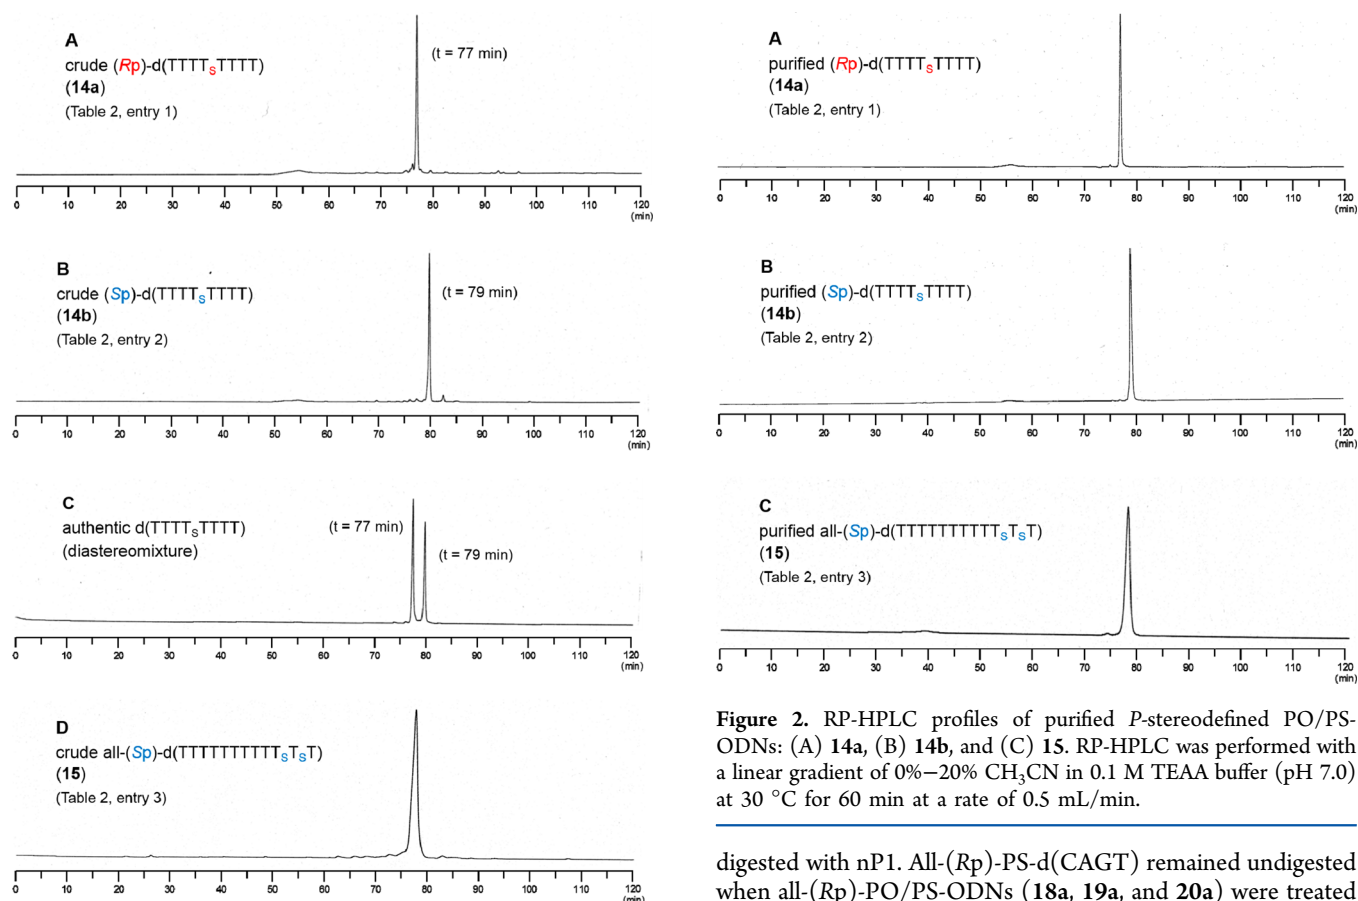 A
crude (Rp)-d(TTTTSTTTT)
(14a)
(Table 2, entry 1)
(t = 77 min)
0 10 20 30 40 50 60 70 80 90 100 110 120
(min)
B
crude (Sp)-d(TTTTSTTTT)
(14b)
(Table 2, entry 2)
(t = 79 min)
0 10 20 30 40 50 60 70 80 90 100 110 120
(min)
C
authentic d(TTTTSTTTT)
(diastereomixture)
(t = 77 min)
(t = 79 min)
0 10 20 30 40 50 60 70 80 90 100 110 120
(min)
D
crude all-(Sp)-d(TTTTTTTTTTSTST)
(15)
(Table 2, entry 3)
0 10 20 30 40 50 60 70 80 90 100 110 120
(min)
A
purified (Rp)-d(TTTTSTTTT)
(14a)
(Table 2, entry 1)
0 10 20 30 40 50 60 70 80 90 100 110 120
(min)
B
purified (Sp)-d(TTTTSTTTT)
(14b)
(Table 2, entry 2)
0 10 20 30 40 50 60 70 80 90 100 110 120
(min)
C
purified all-(Sp)-d(TTTTTTTTTTSTST)
(15)
(Table 2, entry 3)
0 10 20 30 40 50 60 70 80 90 100 110 120
(min)
Figure 2. RP-HPLC profiles of purified P-stereodefined PO/PS-
ODNs: (A) 14a, (B) 14b, and (C) 15. RP-HPLC was performed with
a linear gradient of 0%−20% CH3CN in 0.1 M TEAA buffer (pH 7.0)
at 30 °C for 60 min at a rate of 0.5 mL/min.
digested with nP1. All-(Rp)-PS-d(CAGT) remained undigested
when all-(Rp)-PO/PS-ODNs (18a, 19a, and 20a) were treated